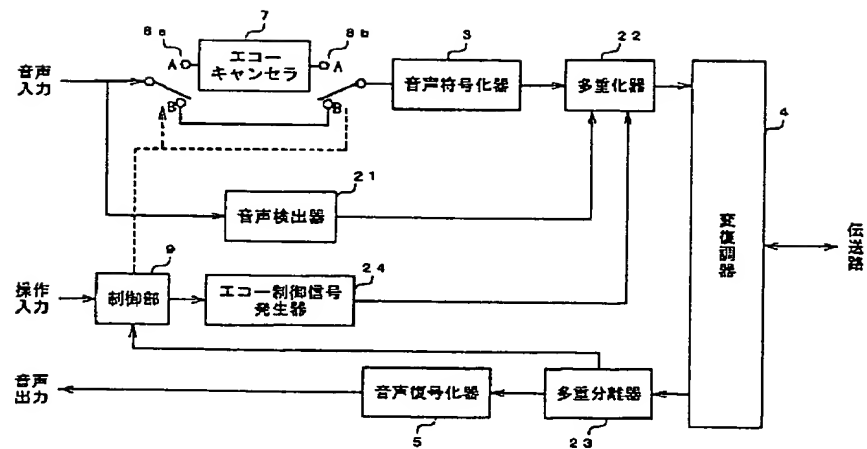 7
8a
8b
3
22
エコー
キャンセラ
A
A
音声
入力
音声符号化器
多重化器
B
B
4
21
音声検出器
変復調器
伝送路
9
24
操作
入力
制御部
エコー制御信号
発生器
音声
出力
音声復号化器
多重分離器
5
23